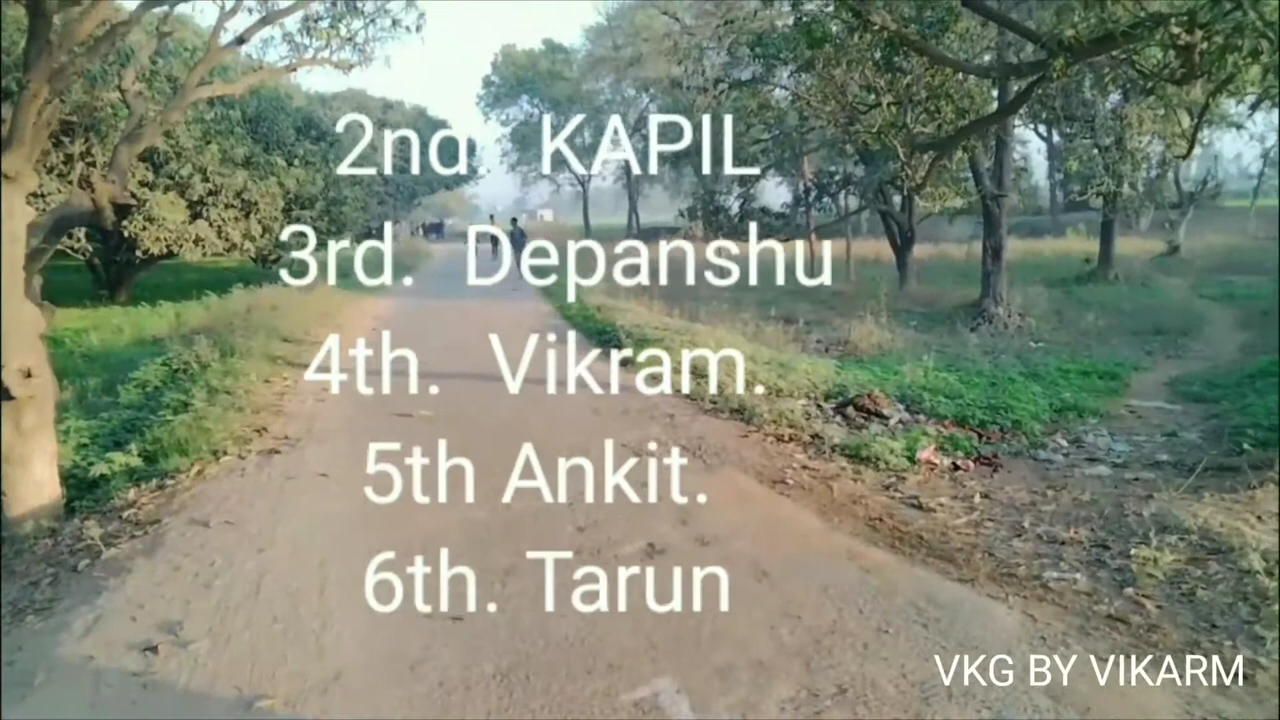 2nd KAPIL
3rd. Depanshu
4th. Vikram.
5th Ankit.
6th. Tarun
VKG BY VIKARM